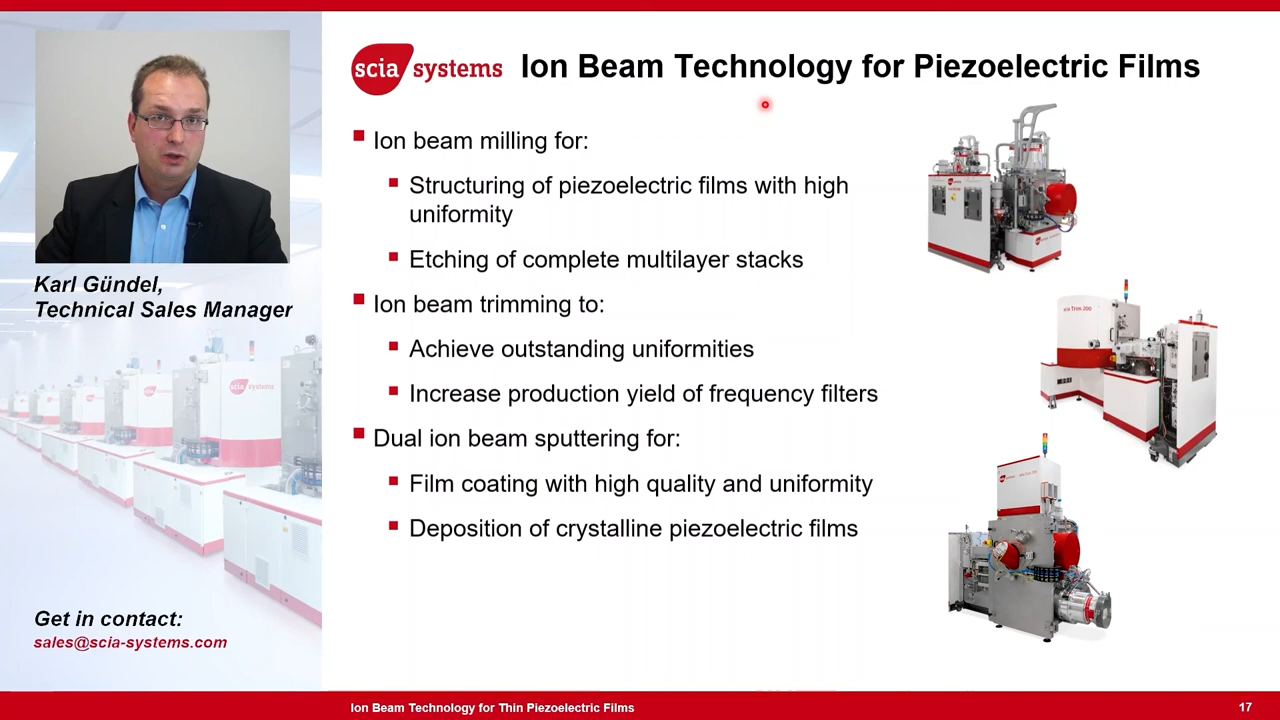 scia systems
Ion Beam Technology for Piezoelectric Films
Ion beam milling for:
Structuring of piezoelectric films with high
uniformity
Etching of complete multilayer stacks
Ion beam trimming to:
Achieve outstanding uniformities
Increase production yield of frequency filters
Dual ion beam sputtering for:
Film coating with high quality and uniformity
Deposition of crystalline piezoelectric films
Karl Gündel,
Technical Sales Manager
scia systems
Get in contact:
sales@scia-systems.com
Ion Beam Technology for Thin Piezoelectric Films
17